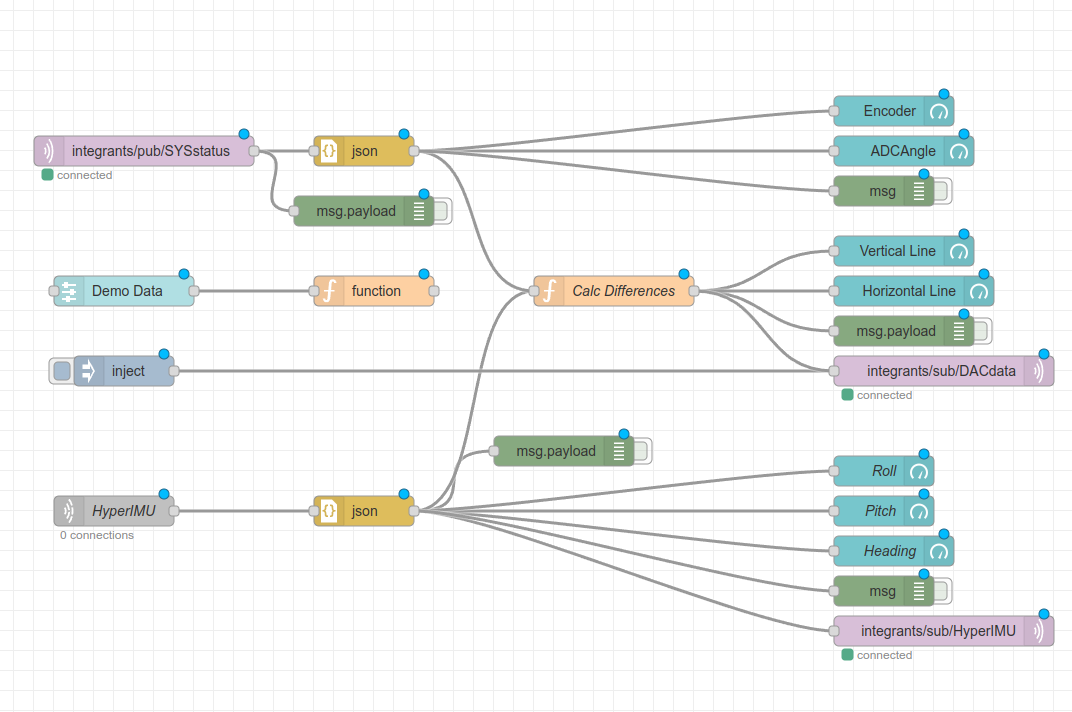 Encoder
integrants/pub/SYSstatus
json
ADCAngle
connected
msg
msg.payload
Vertical Line
Demo Data
function
Calc Differences
Horizontal Line
msg.payload
inject
integrants/sub/DACdata
connected
msg.payload
Roll
HyperIMU
json
Pitch
0 connections
Heading
msg
integrants/sub/HyperIMU
connected